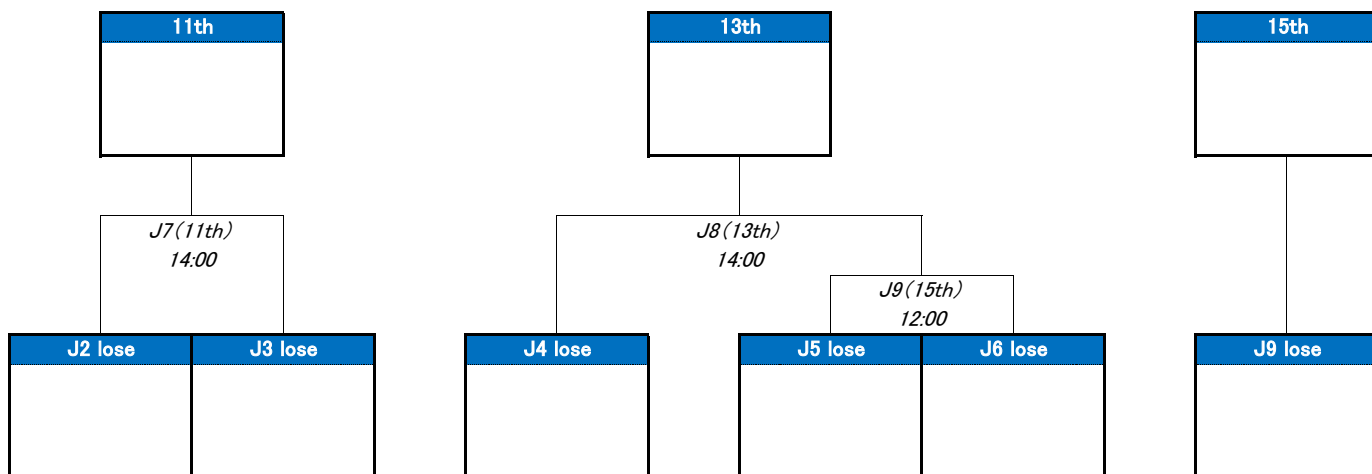 11th
13th
15th
J7(11th)
14:00
J8(13th)
14:00
J9(15th)
12:00
J2 lose
J3 lose
J4 lose
J5 lose
J6 lose
J9 lose